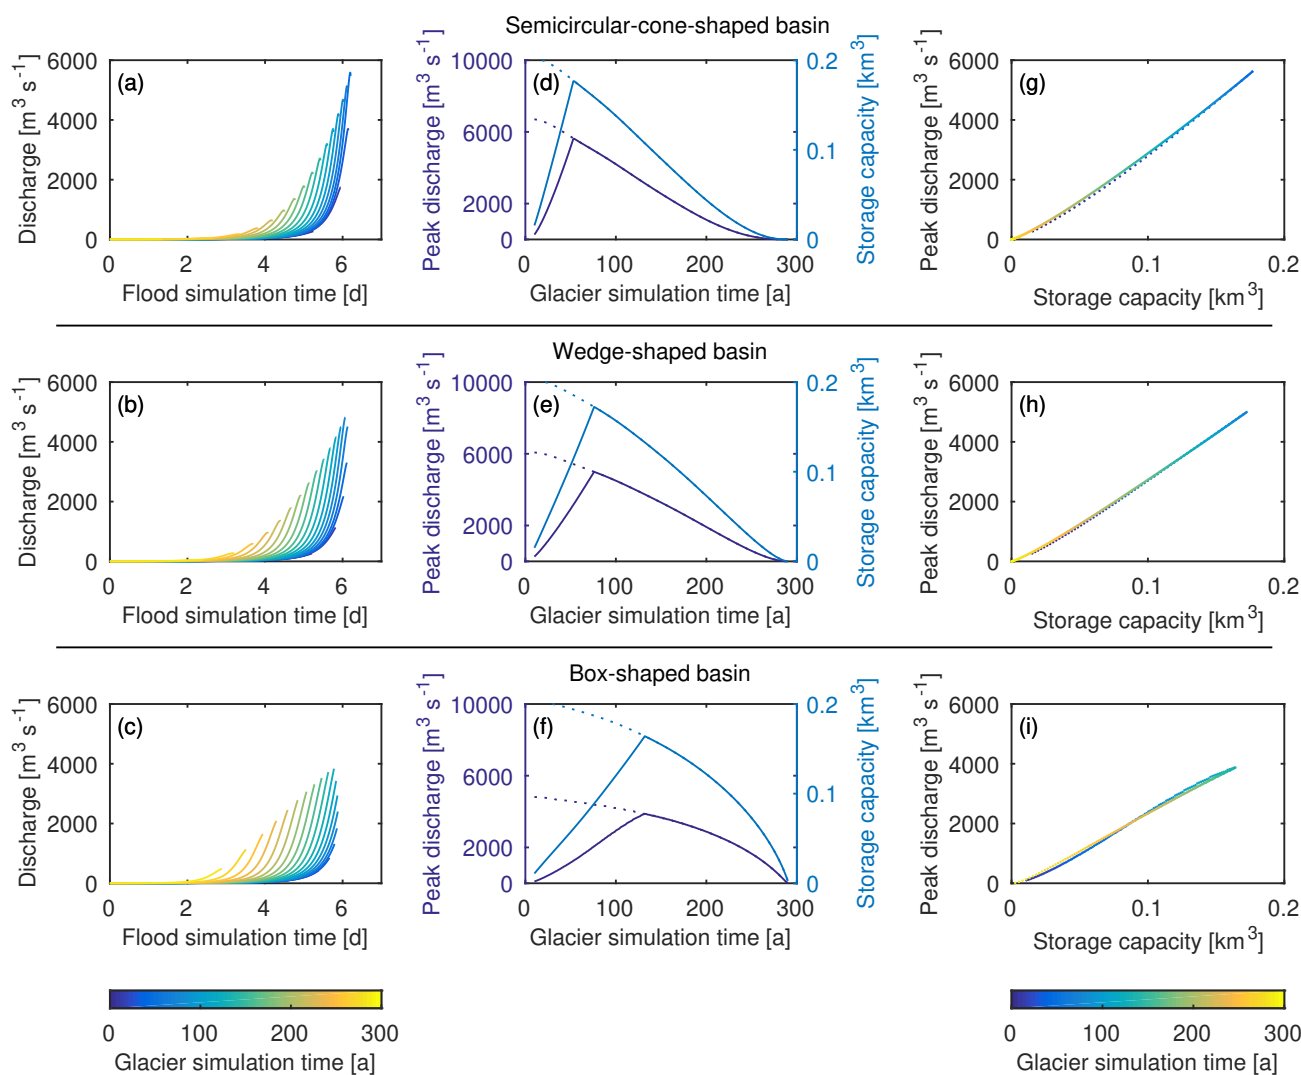 Semicircular-cone-shaped basin
(a)
6000
4000
2000
0
Discharge [m³ s⁻¹]
0 2 4 6
Flood simulation time [d]
(d)
10000
8000
6000
4000
2000
0
Peak discharge [m³ s⁻¹]
0.2
0.1
0
Storage capacity [km³]
0 100 200 300
Glacier simulation time [a]
(g)
6000
4000
2000
0
Peak discharge [m³ s⁻¹]
0 0.1 0.2
Storage capacity [km³]
Wedge-shaped basin
(b)
6000
4000
2000
0
Discharge [m³ s⁻¹]
0 2 4 6
Flood simulation time [d]
(e)
10000
8000
6000
4000
2000
0
Peak discharge [m³ s⁻¹]
0.2
0.1
0
Storage capacity [km³]
0 100 200 300
Glacier simulation time [a]
(h)
6000
4000
2000
0
Peak discharge [m³ s⁻¹]
0 0.1 0.2
Storage capacity [km³]
Box-shaped basin
(c)
6000
4000
2000
0
Discharge [m³ s⁻¹]
0 2 4 6
Flood simulation time [d]
(f)
10000
8000
6000
4000
2000
0
Peak discharge [m³ s⁻¹]
0.2
0.1
0
Storage capacity [km³]
0 100 200 300
Glacier simulation time [a]
(i)
6000
4000
2000
0
Peak discharge [m³ s⁻¹]
0 0.1 0.2
Storage capacity [km³]
0 100 200 300
Glacier simulation time [a]
0 100 200 300
Glacier simulation time [a]